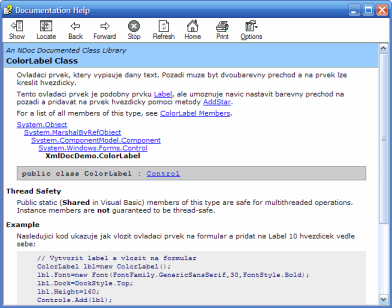 Documentation Help
Show Locate Back Forward Stop Refresh Home Print Options
An NDoc Documented Class Library
ColorLabel Class
Ovladaci prvek, ktery vypisuje dany text. Pozadi muze byt dvoubarevny prechod a na prvek lze
kreslit hvezdicky.
Tento ovladaci prvek je podobny prvku Label, ale umoznuje navic nastavit barevny prechod na
pozadi a pridavat na prvek hvezdicky pomoci metody AddStar.
For a list of all members of this type, see ColorLabel Members.
System.Object
System.MarshalByRefObject
System.ComponentModel.Component
System.Windows.Forms.Control
XmlDocDemo.ColorLabel
public class ColorLabel : Control
Thread Safety
Public static (Shared in Visual Basic) members of this type are safe for multithreaded operations.
Instance members are not guaranteed to be thread-safe.
Example
Nasledujici kod ukazuje jak vlozit ovladaci prvek na formular a pridat na Label 10 hvezdicek vedle
sebe:
// Vytvori label a vlozit na formular
ColorLabel lbl=new ColorLabel();
lbl.Font=new Font(FontFamily.GenericSansSerif,30,FontStyle.Bold);
lbl.Dock=DockStyle.Top;
lbl.Height=160;
Controls.Add(lbl);